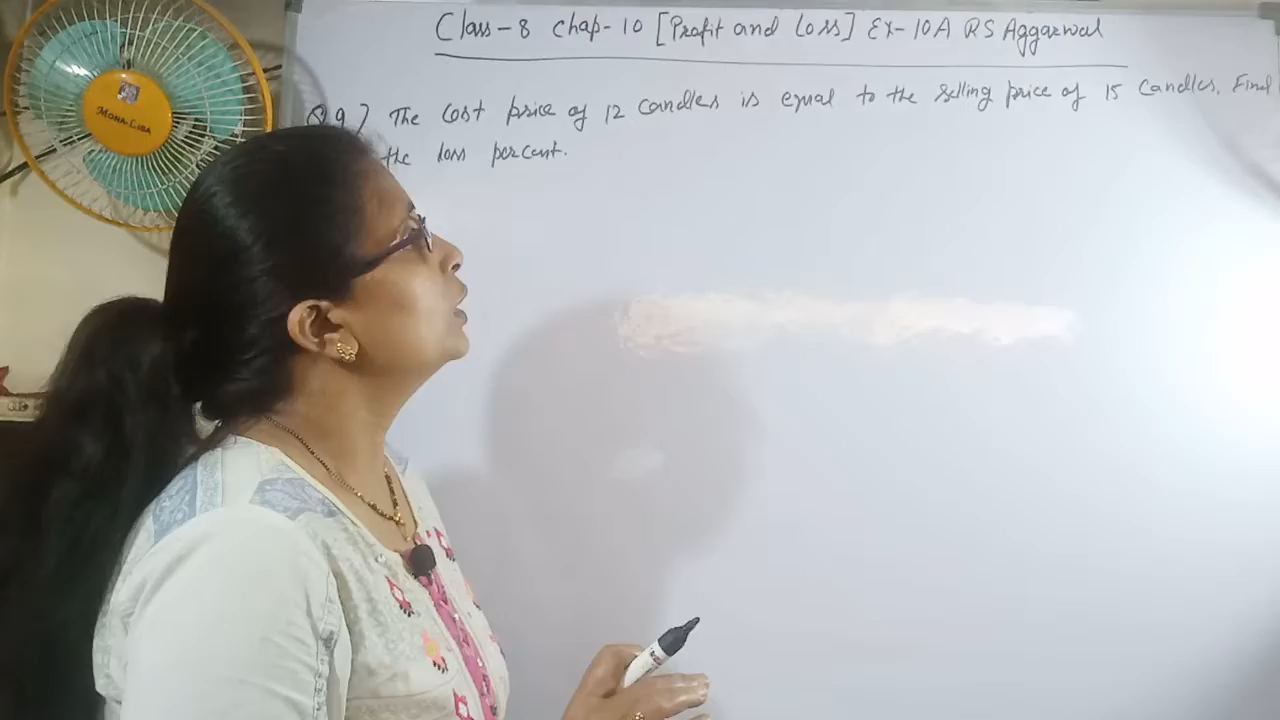 MONA-LISA
Class-8 Chap-10 [Profit and Loss] Ex-10A RS Aggarwal
Q9) The cost price of 12 candles is equal to the selling price of 15 candles. Find
the loss percent.